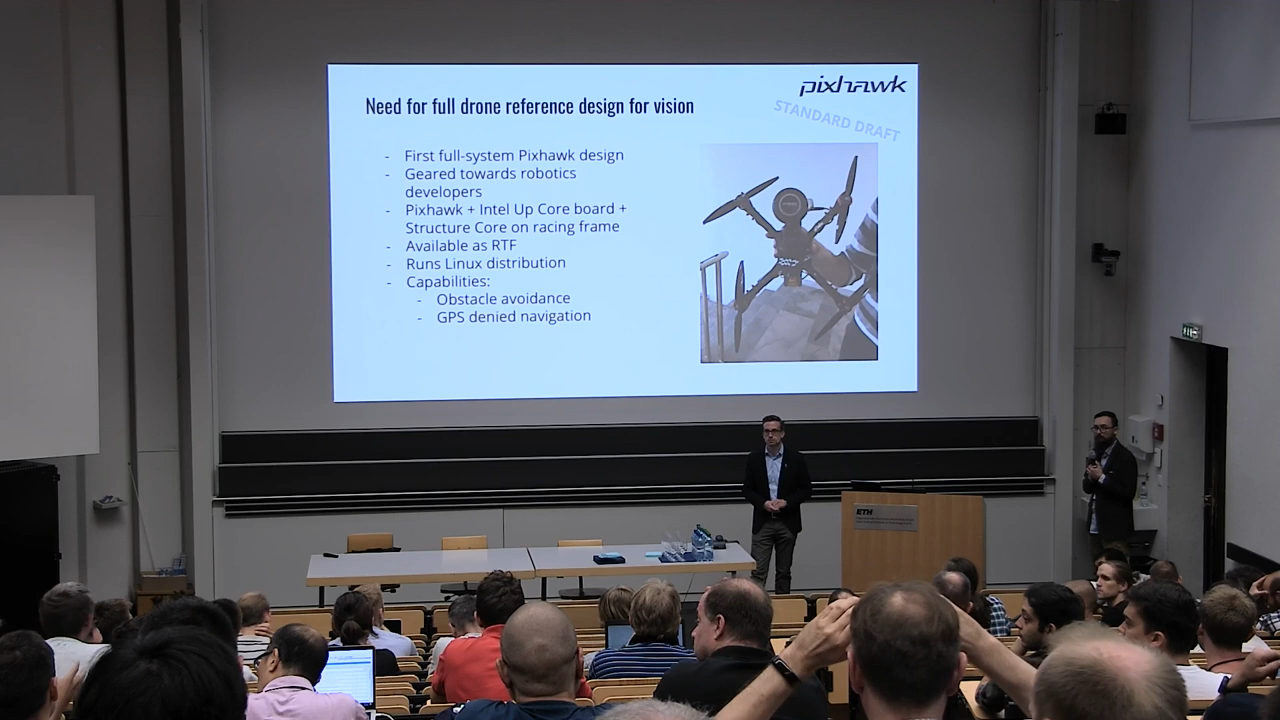 pixhawk
STANDARD DRAFT
Need for full drone reference design for vision
- First full-system Pixhawk design
- Geared towards robotics
developers
- Pixhawk + Intel Up Core board +
Structure Core on racing frame
- Available as RTF
- Runs Linux distribution
- Capabilities:
- Obstacle avoidance
- GPS denied navigation
ETH